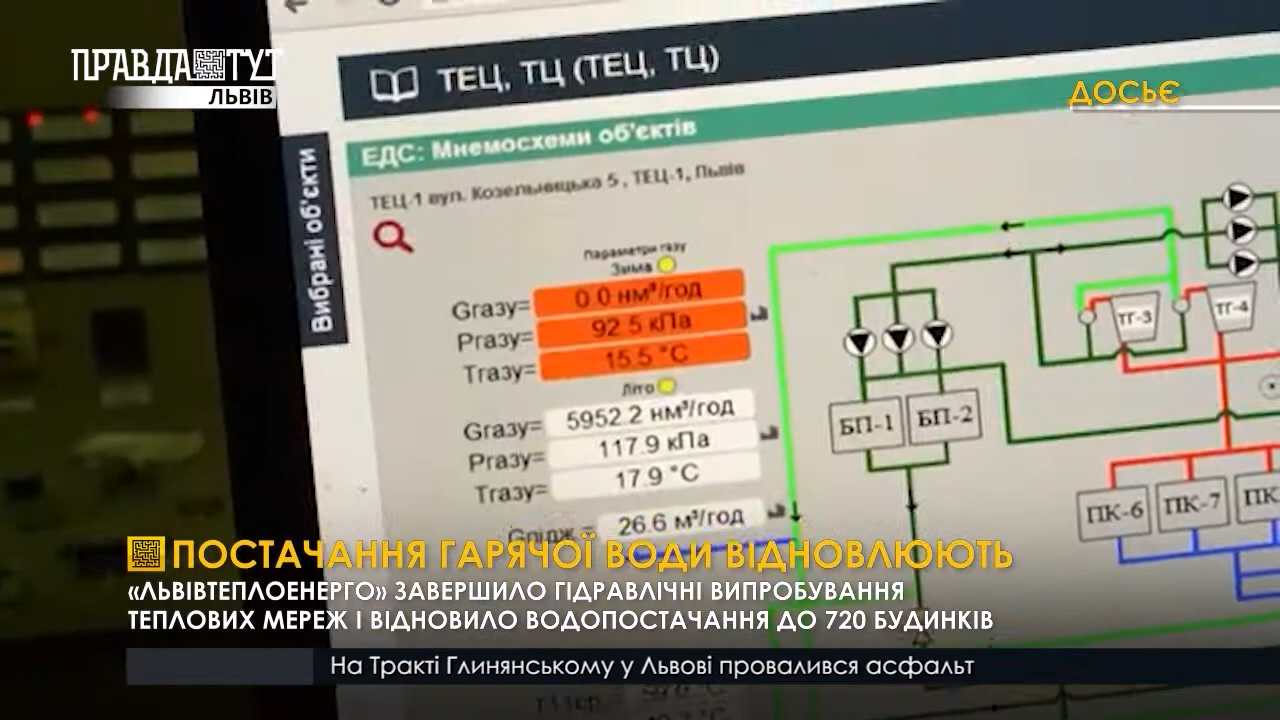 ПРАВДА ТУТ
ЛЬВІВ
ДОСЬЄ
ТЕЦ, ТЦ (ТЕЦ, ТЦ)
ЕДС: Мнемосхеми об'єктів
Вибрані об'єкти
ТЕЦ-1 вул. Козельницька 5 , ТЕЦ-1, Львів
Параметри газу
Зима
Gгазу= 0.0 нм³/год
Pгазу= 92.5 кПа
Tгазу= 15.5 °C
Літо
Gгазу= 5952.2 нм³/год
Pгазу= 117.9 кПа
Tгазу= 17.9 °C
Gпідж = 26.6 м³/год
ТГ-3
ТГ-4
БП-1
БП-2
ПК-6
ПК-7
ПОСТАЧАННЯ ГАРЯЧОЇ ВОДИ ВІДНОВЛЮЮТЬ
«ЛЬВІВТЕПЛОЕНЕРГО» ЗАВЕРШИЛО ГІДРАВЛІЧНІ ВИПРОБУВАННЯ
ТЕПЛОВИХ МЕРЕЖ І ВІДНОВИЛО ВОДОПОСТАЧАННЯ ДО 720 БУДИНКІВ
На Тракті Глинянському у Львові провалився асфальт